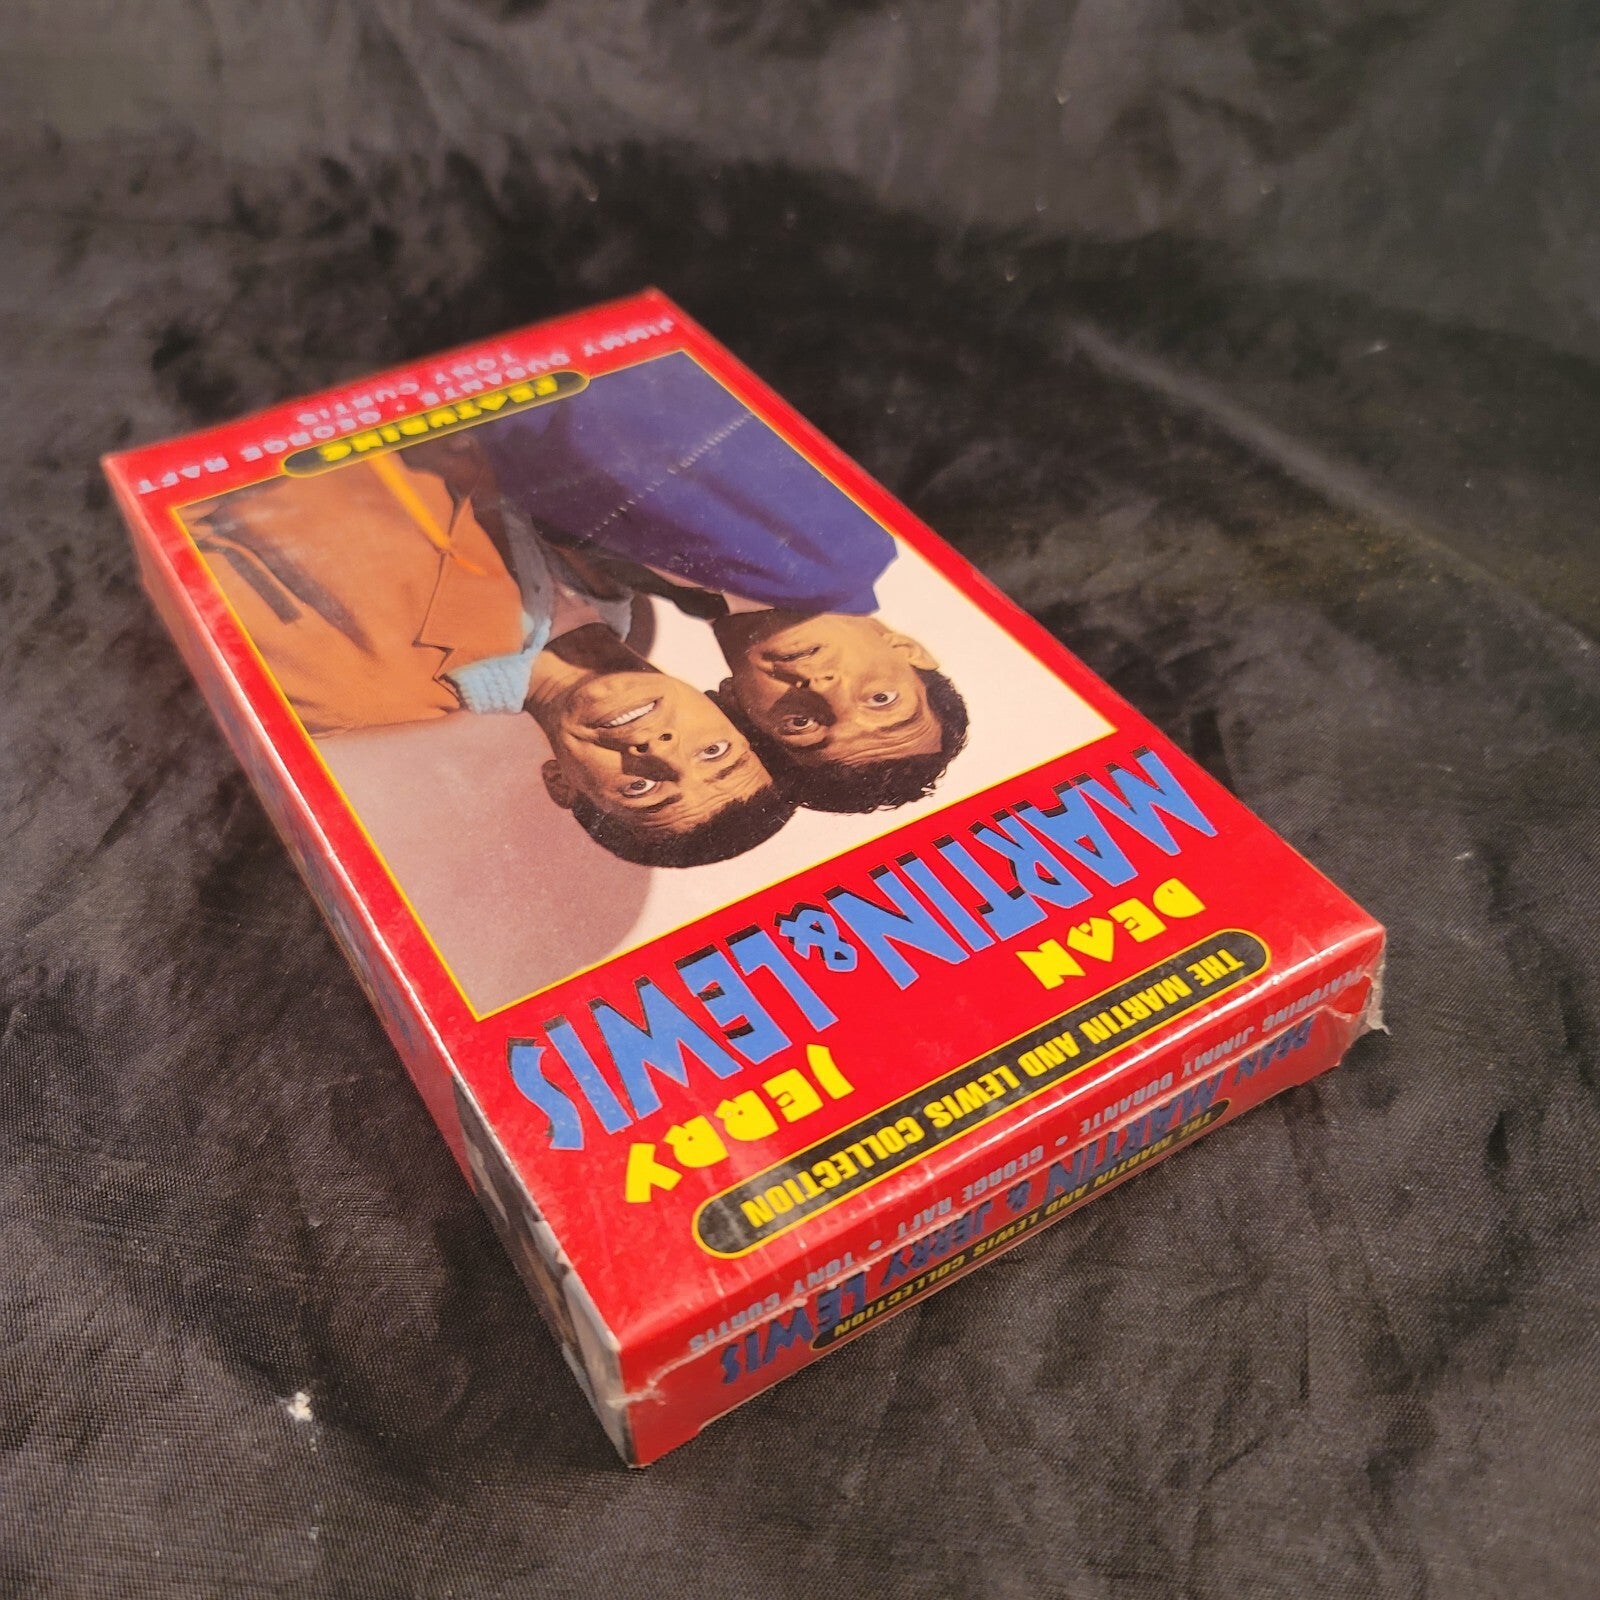 THE MARTIN AND LEWIS COLLECTION
DEAN JERRY
MARTIN & LEWIS
FEATURING
JIMMY DURANTE • GEORGE RAFT
TONY CURTIS
FEATURING JIMMY DURANTE • GEORGE RAFT • TONY CURTIS
DEAN MARTIN & JERRY LEWIS
THE MARTIN AND LEWIS COLLECTION